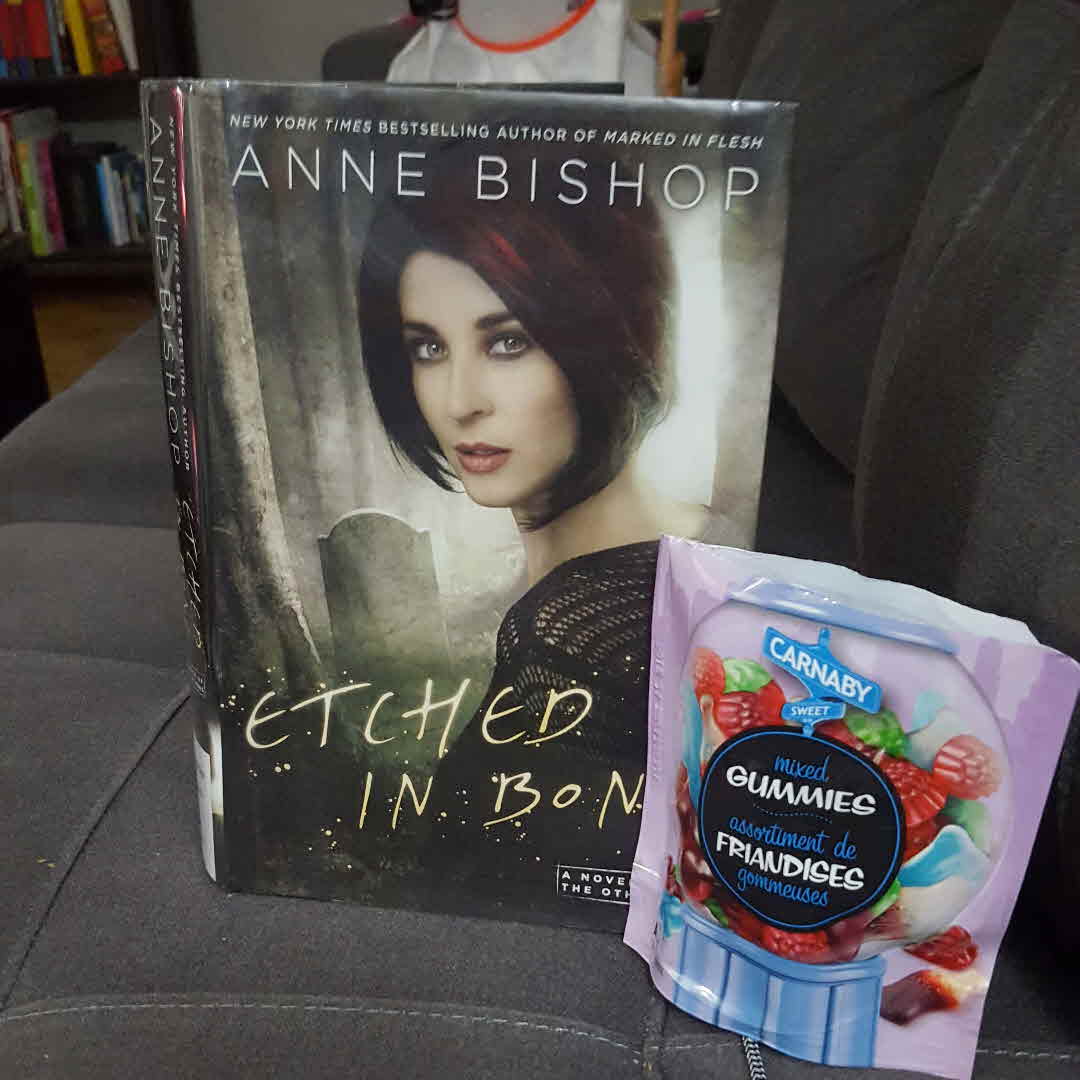 NEW YORK TIMES BESTSELLING AUTHOR OF MARKED IN FLESH
ANNE BISHOP
ETCHED
IN BON
A NOVE
THE OTH
NEW YORK TIMES BESTSELLING AUTHOR
ANNE BISHOP
ETCHED
CARNABY
SWEET
mixed
GUMMIES
assortiment de
FRIANDISES
gommeuses